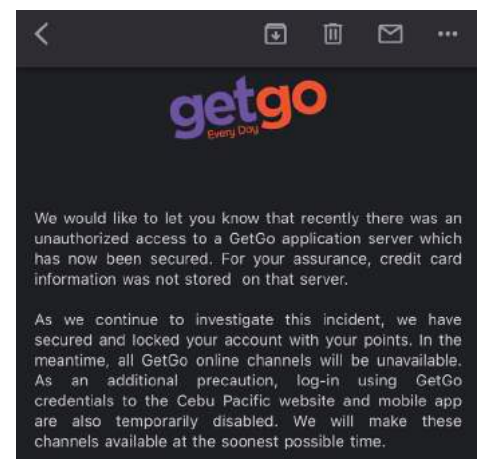 getgo
Every Day
We would like to let you know that recently there was an
unauthorized access to a GetGo application server which
has now been secured. For your assurance, credit card
information was not stored on that server.
As we continue to investigate this incident, we have
secured and locked your account with your points. In the
meantime, all GetGo online channels will be unavailable.
As an additional precaution, log-in using GetGo
credentials to the Cebu Pacific website and mobile app
are also temporarily disabled. We will make these
channels available at the soonest possible time.